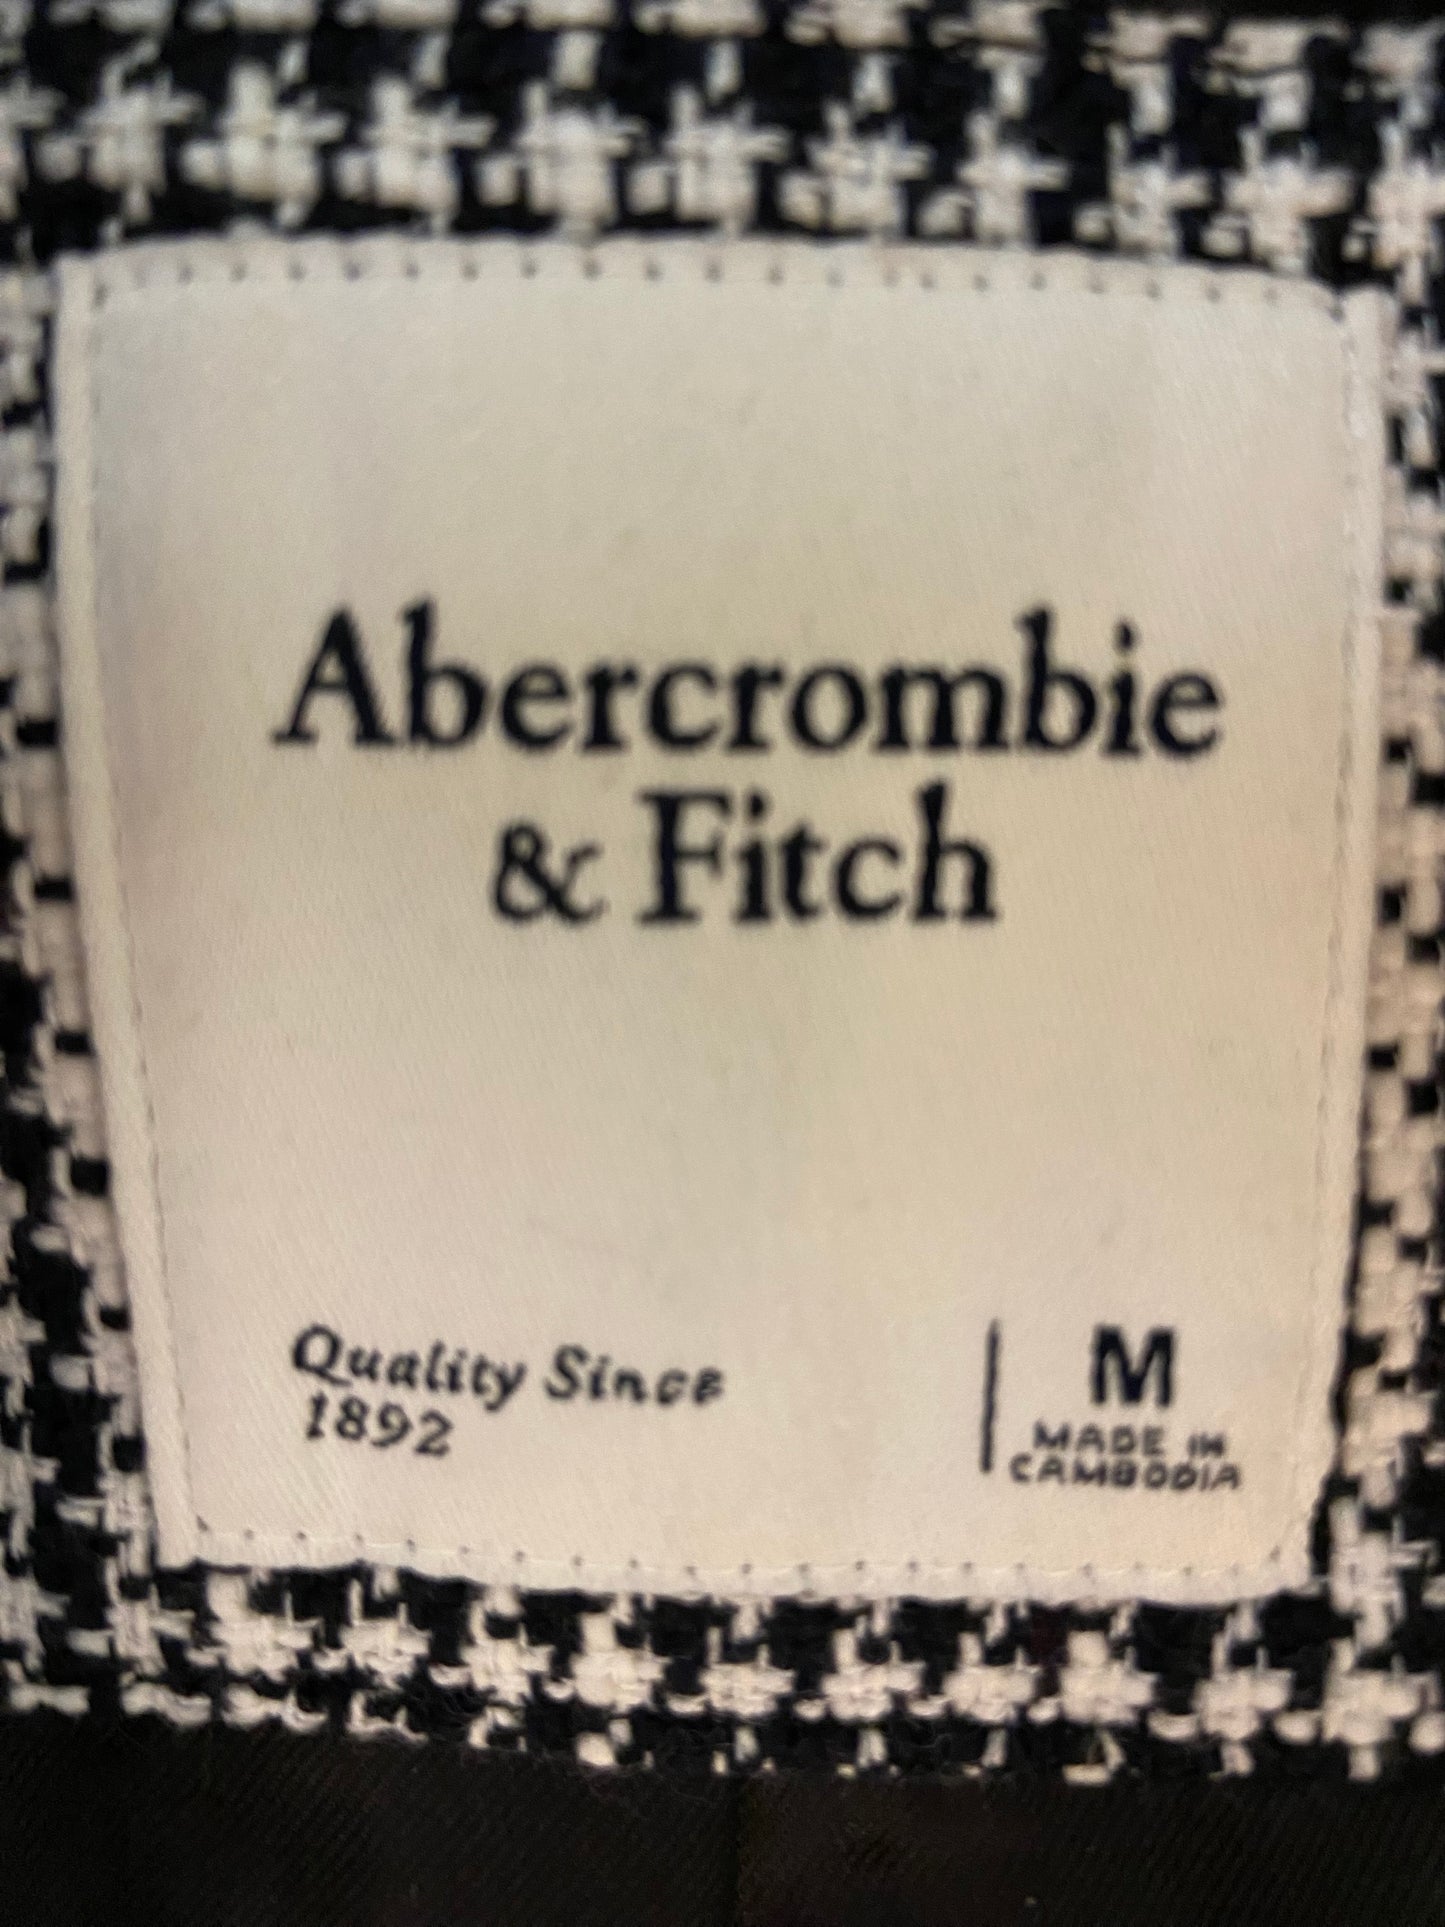 Abercrombie
& Fitch
Quality Since
1892
M
MADE IN
CAMBODIA